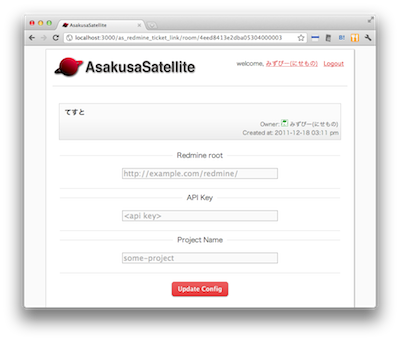 AsakusaSatellite
localhost:3000/as_redmine_ticket_link/room/4eed8413e2dba05304000003
AsakusaSatellite
welcome, みずぴー(にせもの) Logout
てすと
Owner: みずぴー(にせもの)
Created at: 2011-12-18 03:11 pm
Redmine root
http://example.com/redmine/
API Key
<api key>
Project Name
some-project
Update Config